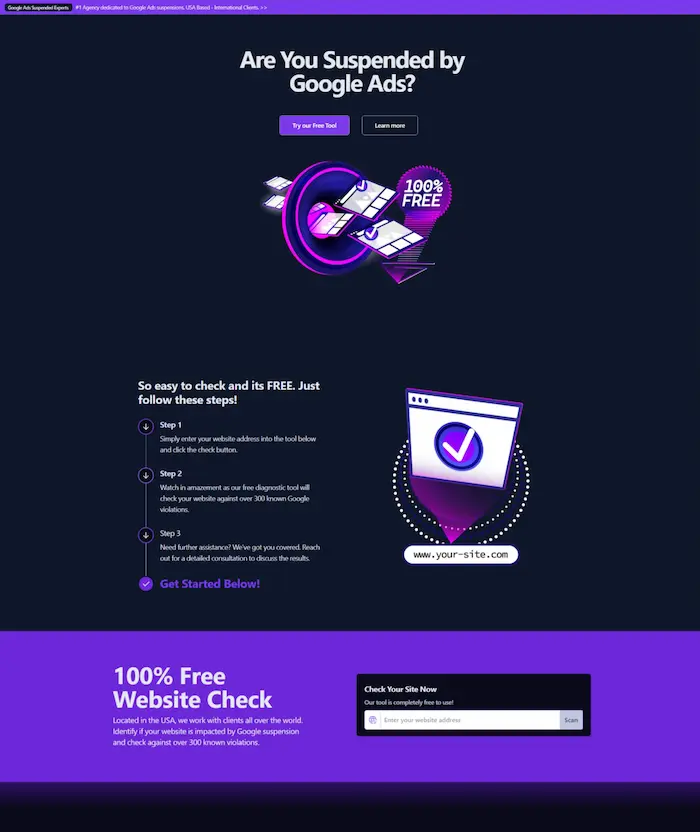 Google Ads Suspended Experts #1 Agency dedicated to Google Ads suspensions, USA Based - International Clients. >>
Are You Suspended by
Google Ads?
Try our Free Tool
Learn more
100%
FREE
So easy to check and its FREE. Just
follow these steps!
Step 1
Simply enter your website address into the tool below
and click the check button.
Step 2
Watch in amazement as our free diagnostic tool will
check your website against over 300 known Google
violations.
Step 3
Need further assistance? We've got you covered. Reach
out for a detailed consultation to discuss the results.
Get Started Below!
www.your-site.com
100% Free
Website Check
Located in the USA, we work with clients all over the world.
Identify if your website is impacted by Google suspension
and check against over 300 known violations.
Check Your Site Now
Our tool is completely free to use!
Enter your website address
Scan